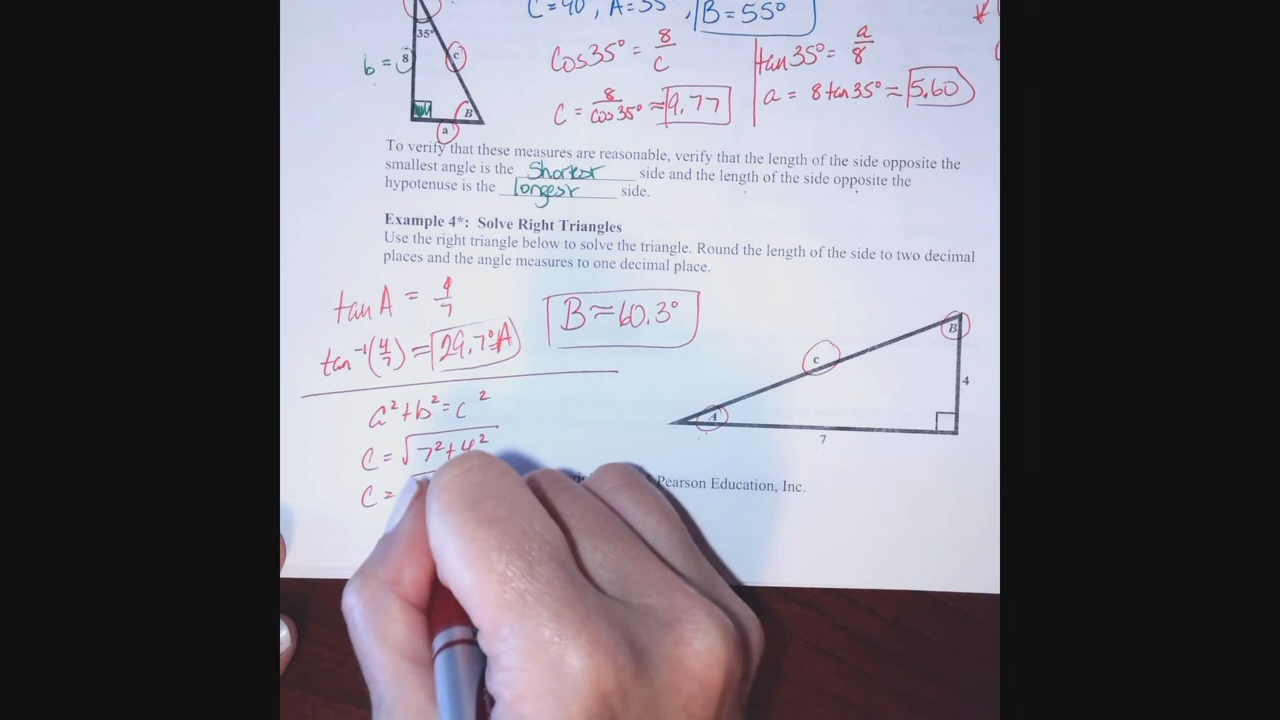 C = 90°, A = 35°, B = 55°
35°
b = 8
c
B
a
cos 35° = 8/c
c = 8/cos 35° ≈ 9.77
tan 35° = a/8
a = 8 tan 35° ≈ 5.60
To verify that these measures are reasonable, verify that the length of the side opposite the
smallest angle is the shortest side and the length of the side opposite the
hypotenuse is the longest side.
Example 4*: Solve Right Triangles
Use the right triangle below to solve the triangle. Round the length of the side to two decimal
places and the angle measures to one decimal place.
tan A = 4/7
tan⁻¹(4/7) = 29.7° = A
B ≈ 60.3°
a² + b² = c²
c = √7² + 4²
c =
B
c
4
A
7
Pearson Education, Inc.